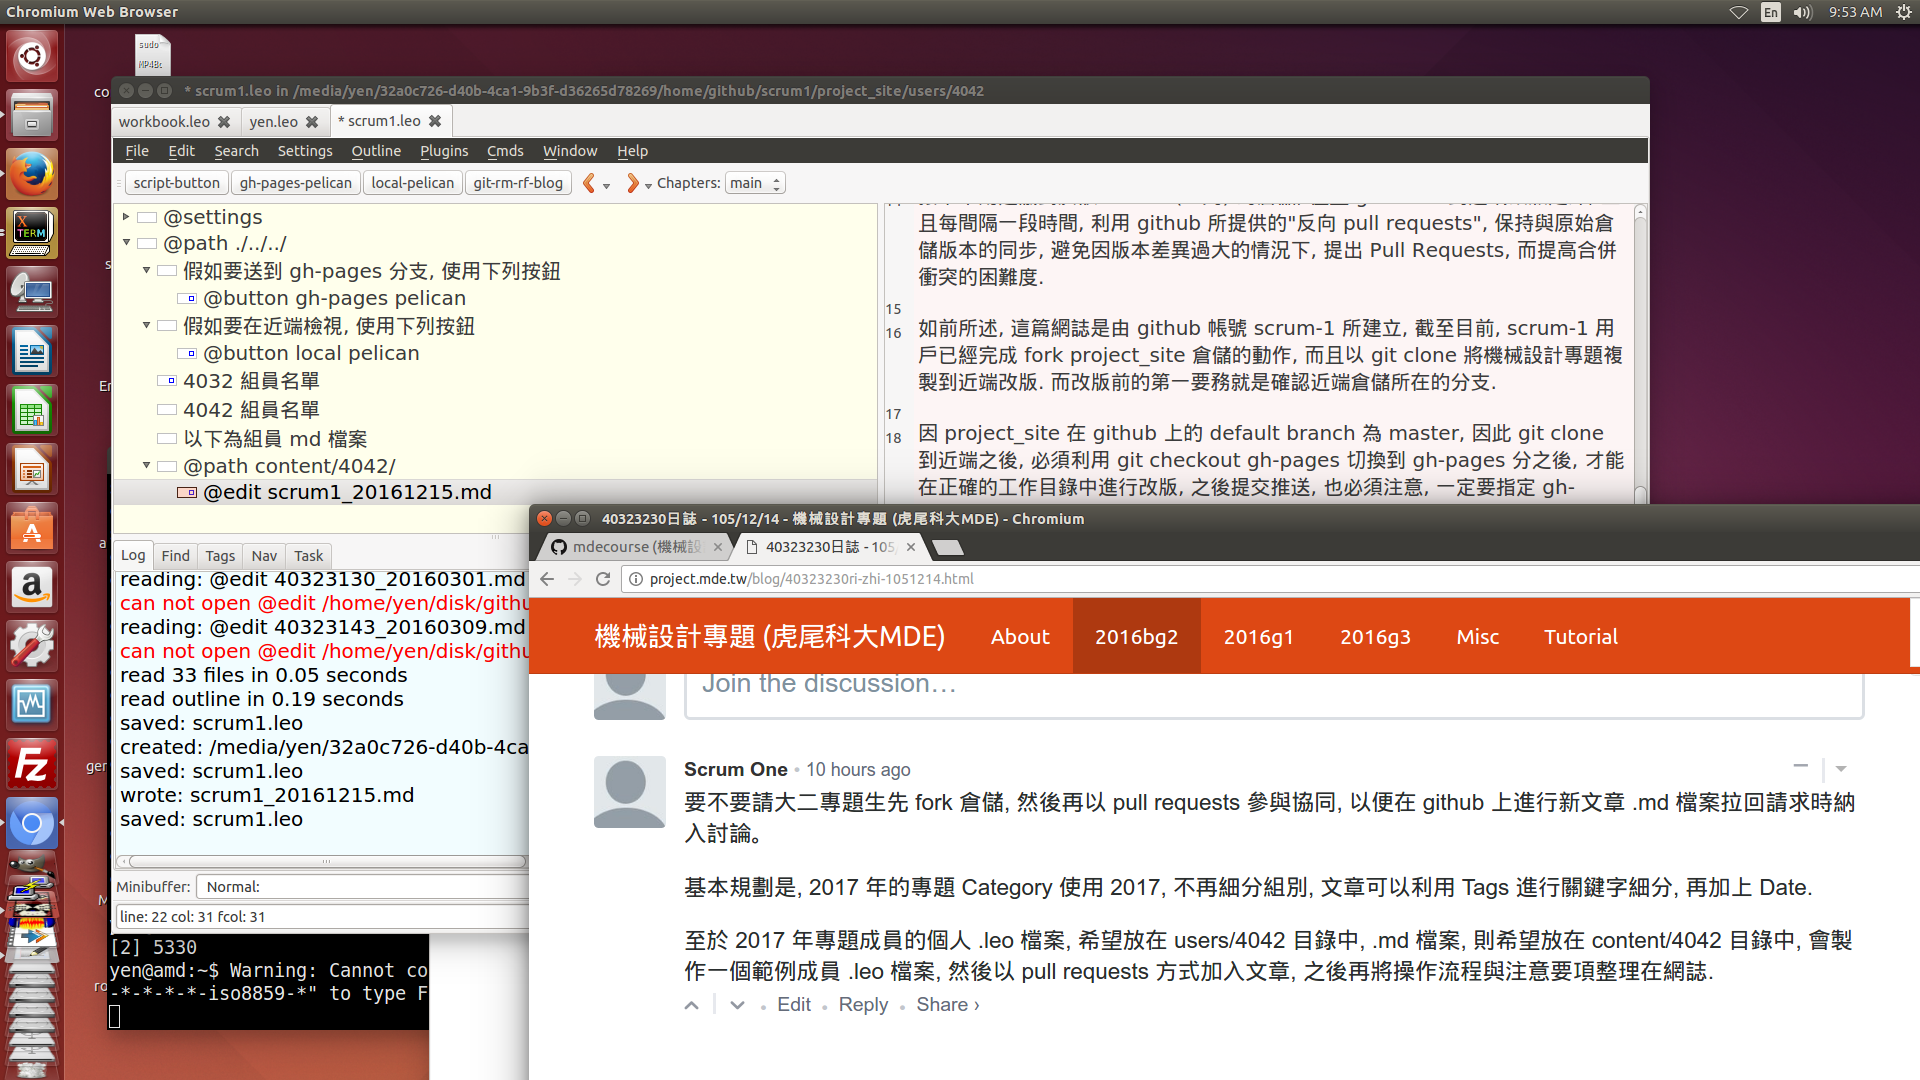 Chromium Web Browser
En
9:53 AM
sudo
MP4Bc
co
* scrum1.leo in /media/yen/32a0c726-d40b-4ca1-9b3f-d36265d78269/home/github/scrum1/project_site/users/4042
workbook.leo
yen.leo
* scrum1.leo
File Edit Search Settings Outline Plugins Cmds Window Help
script-button gh-pages-pelican local-pelican git-rm-rf-blog Chapters: main
@settings
@path ./../../
假如要送到 gh-pages 分支, 使用下列按鈕
@button gh-pages pelican
假如要在近端檢視, 使用下列按鈕
@button local pelican
4032 組員名單
4042 組員名單
以下為組員 md 檔案
@path content/4042/
@edit scrum1_20161215.md
且每間隔一段時間, 利用 github 所提供的"反向 pull requests", 保持與原始倉
儲版本的同步, 避免因版本差異過大的情況下, 提出 Pull Requests, 而提高合併
衝突的困難度.
15
16 如前所述, 這篇網誌是由 github 帳號 scrum-1 所建立, 截至目前, scrum-1 用
戶已經完成 fork project_site 倉儲的動作, 而且以 git clone 將機械設計專題複
製到近端改版. 而改版前的第一要務就是確認近端倉儲所在的分支.
17
18 因 project_site 在 github 上的 default branch 為 master, 因此 git clone
到近端之後, 必須利用 git checkout gh-pages 切換到 gh-pages 分之後, 才能
在正確的工作目錄中進行改版, 之後提交推送, 也必須注意, 一定要指定 gh-
Log Find Tags Nav Task
reading: @edit 40323130_20160301.md
can not open @edit /home/yen/disk/githu
reading: @edit 40323143_20160309.md
can not open @edit /home/yen/disk/githu
read 33 files in 0.05 seconds
read outline in 0.19 seconds
saved: scrum1.leo
created: /media/yen/32a0c726-d40b-4ca
saved: scrum1.leo
wrote: scrum1_20161215.md
saved: scrum1.leo
Minibuffer: Normal:
line: 22 col: 31 fcol: 31
[2] 5330
yen@amd:~$ Warning: Cannot co
-*-*-*-*-iso8859-*" to type F
40323230日誌 - 105/12/14 - 機械設計專題 (虎尾科大MDE) - Chromium
mdecourse (機械設
40323230日誌 - 105/
project.mde.tw/blog/40323230ri-zhi-1051214.html
機械設計專題 (虎尾科大MDE) About 2016bg2 2016g1 2016g3 Misc Tutorial
Join the discussion…
Scrum One • 10 hours ago
要不要請大二專題生先 fork 倉儲, 然後再以 pull requests 參與協同, 以便在 github 上進行新文章 .md 檔案拉回請求時納
入討論。
基本規劃是, 2017 年的專題 Category 使用 2017, 不再細分組別, 文章可以利用 Tags 進行關鍵字細分, 再加上 Date.
至於 2017 年專題成員的個人 .leo 檔案, 希望放在 users/4042 目錄中, .md 檔案, 則希望放在 content/4042 目錄中, 會製
作一個範例成員 .leo 檔案, 然後以 pull requests 方式加入文章, 之後再將操作流程與注意要項整理在網誌.
Edit • Reply • Share ›